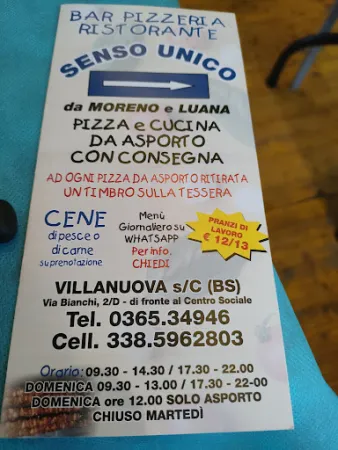 BAR PIZZERIA
RISTORANTE
SENSO UNICO
da MORENO e LUANA
PIZZA e CUCINA
DA ASPORTO
CON CONSEGNA
AD OGNI PIZZA DA ASPORTO RITIRATA
UN TIMBRO SULLA TESSERA
CENE
di pesce o
di carne
su prenotazione
Menù
Giornaliero su
WHATSAPP
Per info.
CHIEDI
PRANZI DI
LAVORO
€ 12/13
VILLANUOVA s/C (BS)
Via Bianchi, 2/D - di fronte al Centro Sociale
Tel. 0365.34946
Cell. 338.5962803
Orario: 09.30 - 14.30 / 17.30 - 22.00
DOMENICA 09.30 - 13.00 / 17.30 - 22-00
DOMENICA ore 12.00 SOLO ASPORTO
CHIUSO MARTEDÌ